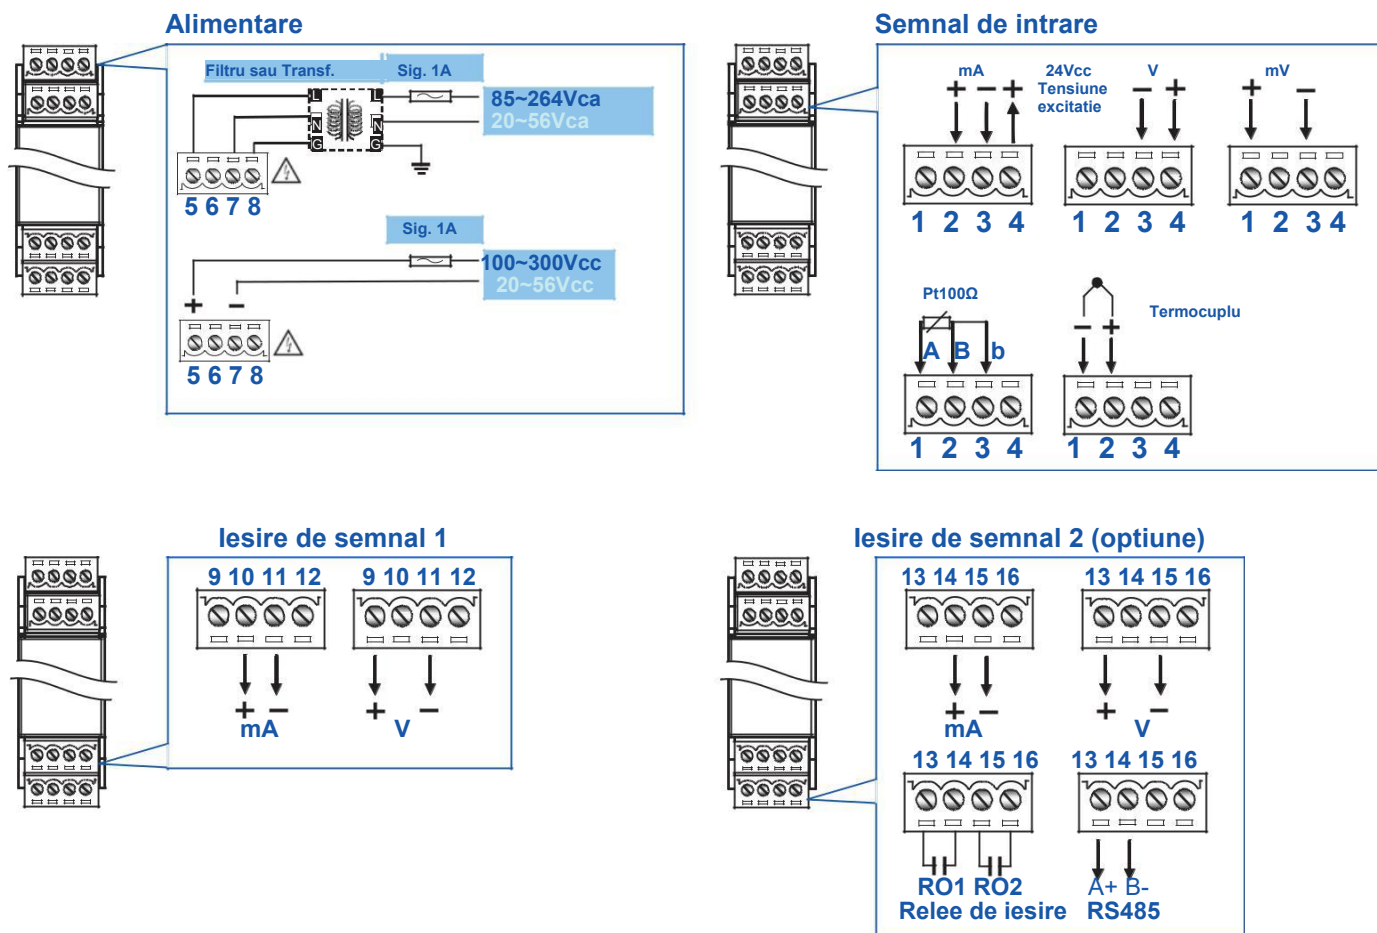 Alimentare
Filtru sau Transf.
Sig. 1A
L L
N N
G G
85~264Vca
20~56Vca
5 6 7 8
Sig. 1A
100~300Vcc
20~56Vcc
+ −
5 6 7 8
Semnal de intrare
mA
24Vcc
Tensiune
excitatie
V
mV
+ − +
− +
+ −
1 2 3 4
1 2 3 4
1 2 3 4
Pt100Ω
A B b
1 2 3 4
Termocuplu
− +
1 2 3 4
Iesire de semnal 1
9 10 11 12
9 10 11 12
+ −
mA
+ −
V
Iesire de semnal 2 (optiune)
13 14 15 16
13 14 15 16
+ −
mA
+ −
V
13 14 15 16
13 14 15 16
RO1 RO2
Relee de iesire
A+ B-
RS485